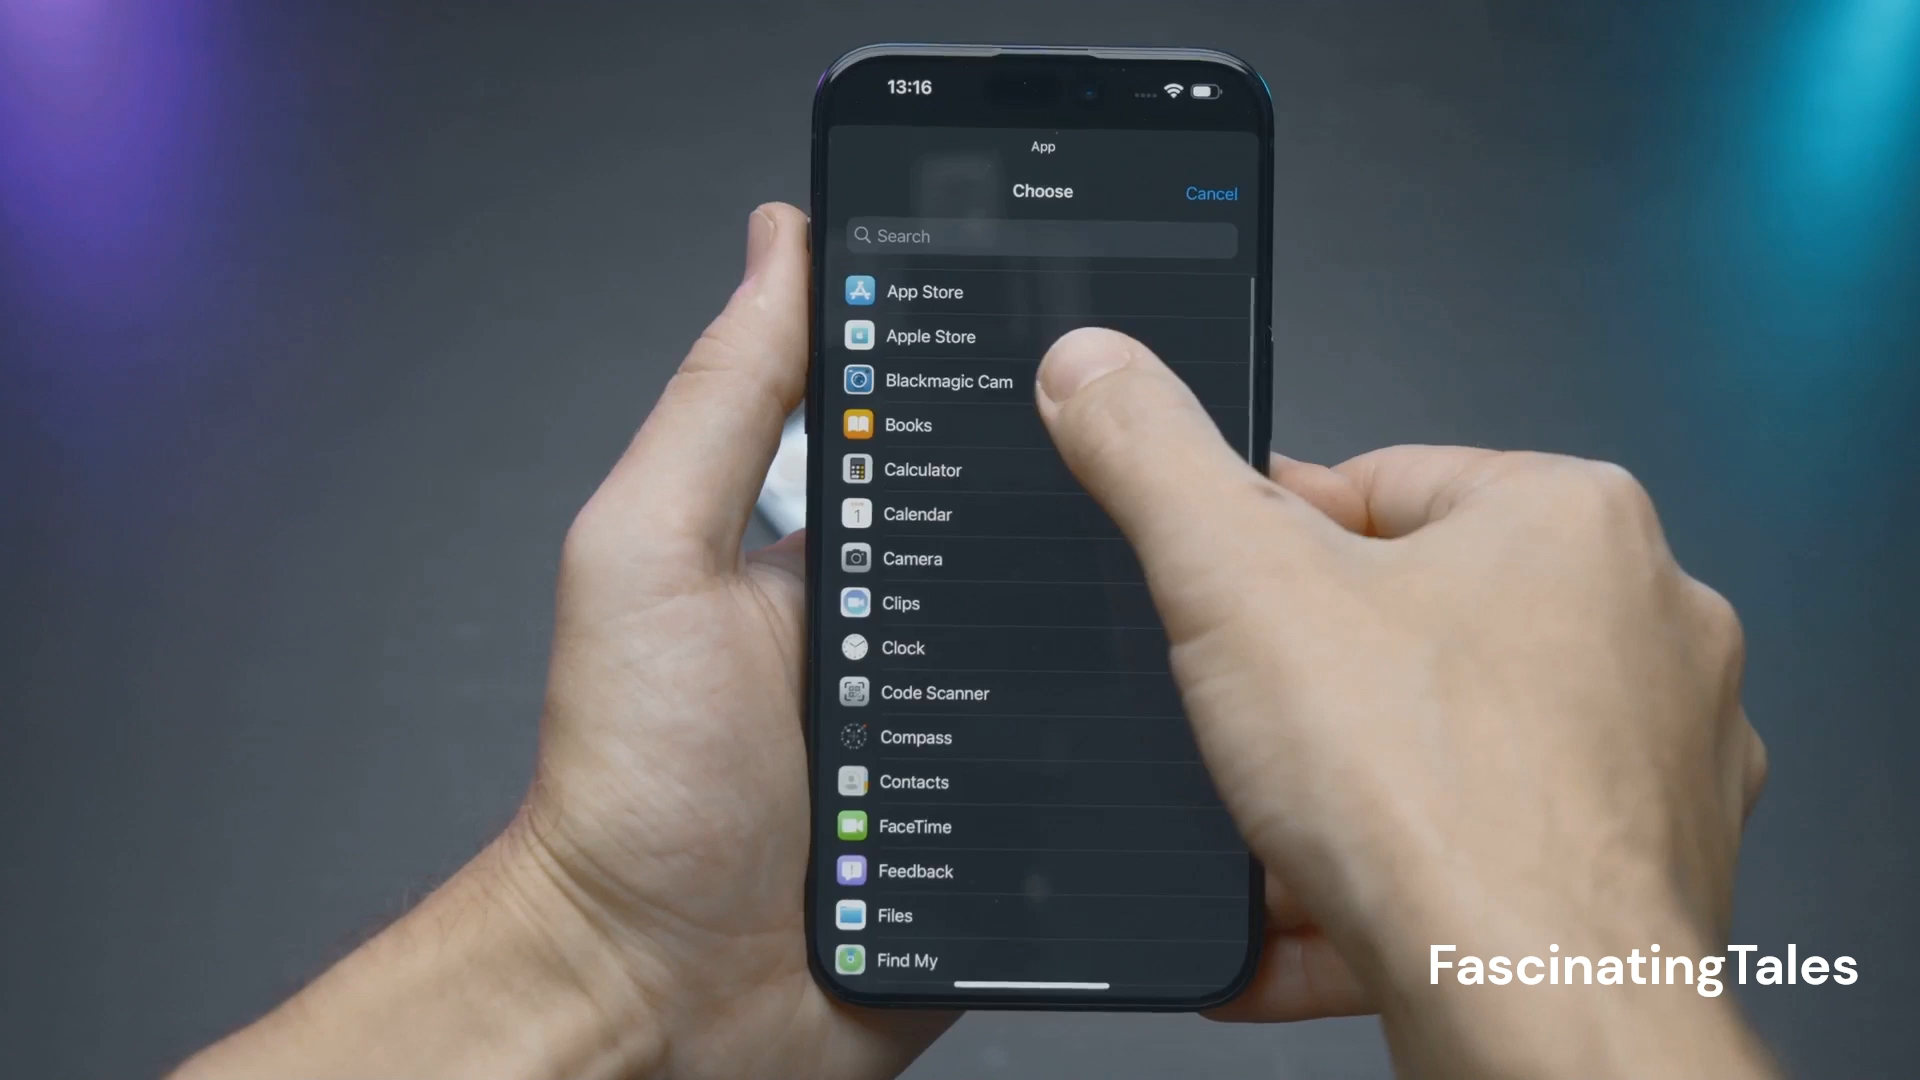 13:16
App
Choose
Cancel
Search
App Store
Apple Store
Blackmagic Cam
Books
Calculator
Calendar
1
Camera
Clips
Clock
Code Scanner
Compass
Contacts
FaceTime
Feedback
Files
Find My
FascinatingTales